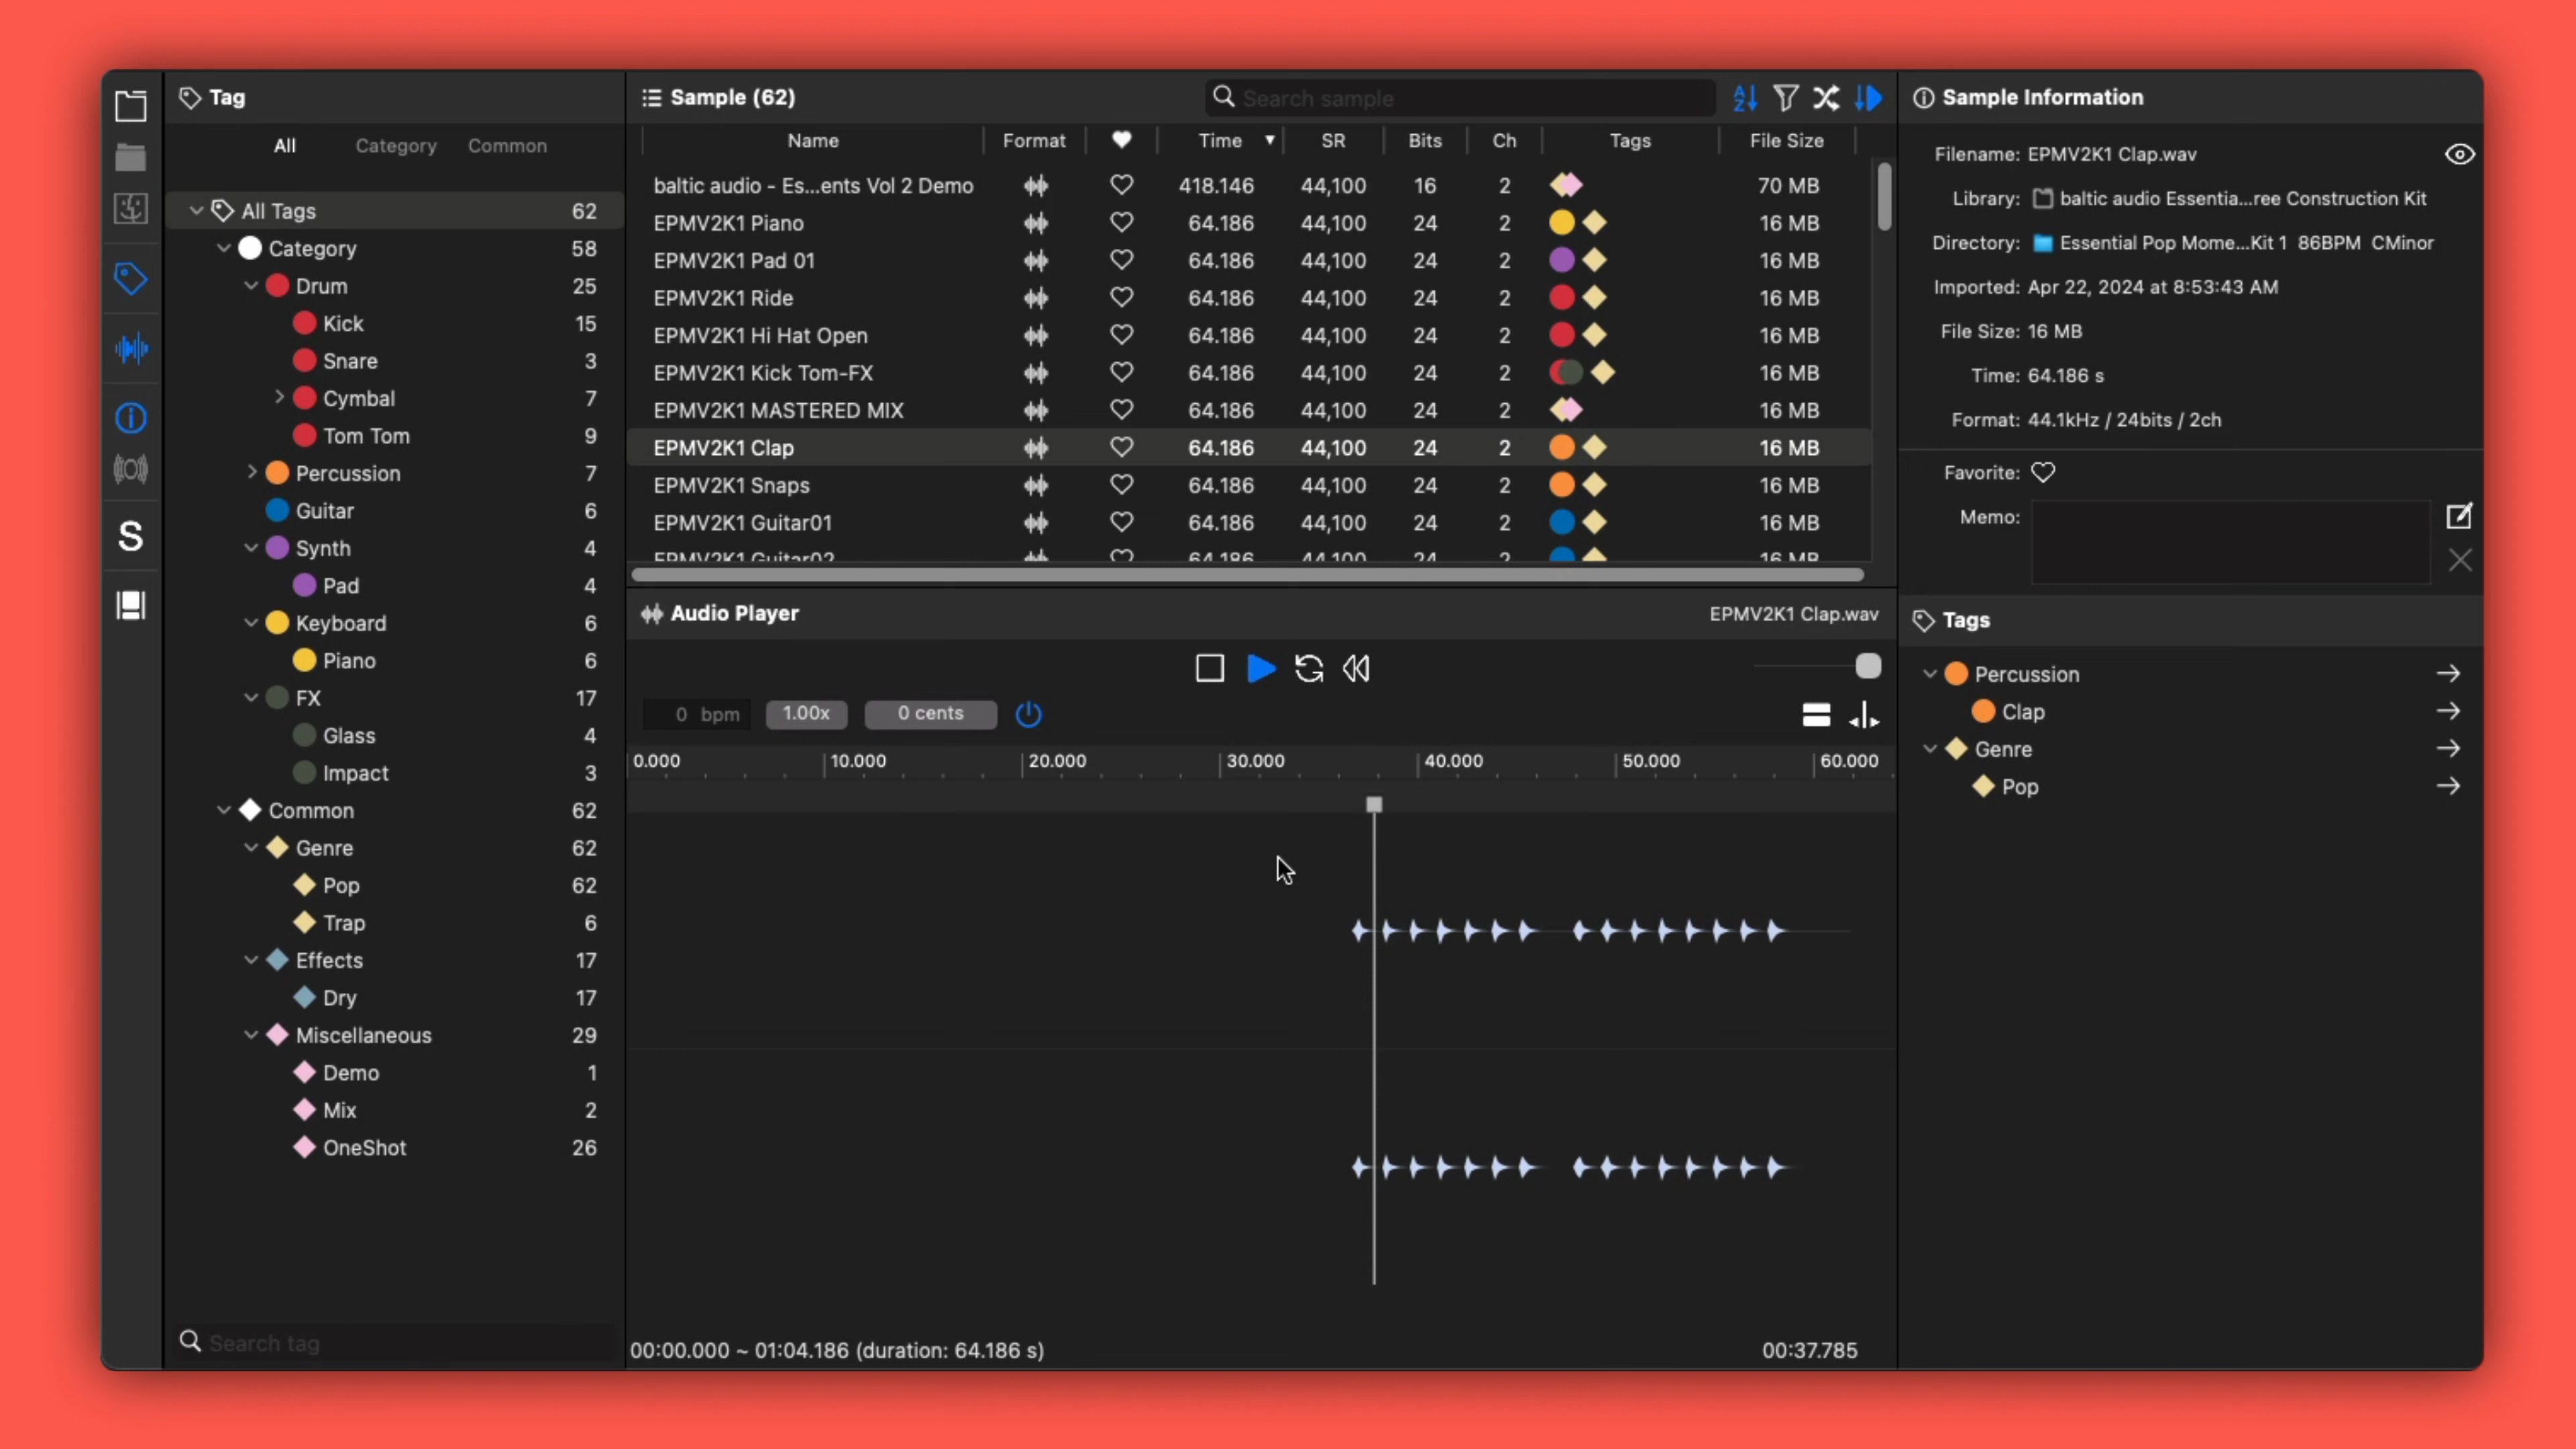 Tag
All Category Common
All Tags 62
Category 58
Drum 25
Kick 15
Snare 3
Cymbal 7
Tom Tom 9
Percussion 7
Guitar 6
Synth 4
Pad 4
Keyboard 6
Piano 6
FX 17
Glass 4
Impact 3
Common 62
Genre 62
Pop 62
Trap 6
Effects 17
Dry 17
Miscellaneous 29
Demo 1
Mix 2
OneShot 26
Search tag
S
Sample (62)
Search sample
Name Format Time SR Bits Ch Tags File Size
baltic audio - Es...ents Vol 2 Demo 418.146 44,100 16 2 70 MB
EPMV2K1 Piano 64.186 44,100 24 2 16 MB
EPMV2K1 Pad 01 64.186 44,100 24 2 16 MB
EPMV2K1 Ride 64.186 44,100 24 2 16 MB
EPMV2K1 Hi Hat Open 64.186 44,100 24 2 16 MB
EPMV2K1 Kick Tom-FX 64.186 44,100 24 2 16 MB
EPMV2K1 MASTERED MIX 64.186 44,100 24 2 16 MB
EPMV2K1 Clap 64.186 44,100 24 2 16 MB
EPMV2K1 Snaps 64.186 44,100 24 2 16 MB
EPMV2K1 Guitar01 64.186 44,100 24 2 16 MB
EPMV2K1 Guitar02 64.186 44,100 24 2 16 MB
Audio Player EPMV2K1 Clap.wav
0 bpm 1.00x 0 cents
0.000 10.000 20.000 30.000 40.000 50.000 60.000
00:00.000 ~ 01:04.186 (duration: 64.186 s) 00:37.785
Sample Information
Filename: EPMV2K1 Clap.wav
Library: baltic audio Essentia...ree Construction Kit
Directory: Essential Pop Mome...Kit 1 86BPM CMinor
Imported: Apr 22, 2024 at 8:53:43 AM
File Size: 16 MB
Time: 64.186 s
Format: 44.1kHz / 24bits / 2ch
Favorite:
Memo:
Tags
Percussion
Clap
Genre
Pop